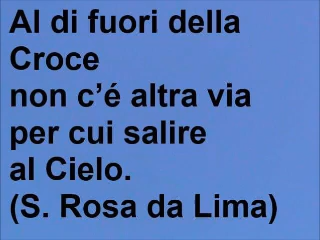 Al di fuori della
Croce
non c’é altra via
per cui salire
al Cielo.
(S. Rosa da Lima)